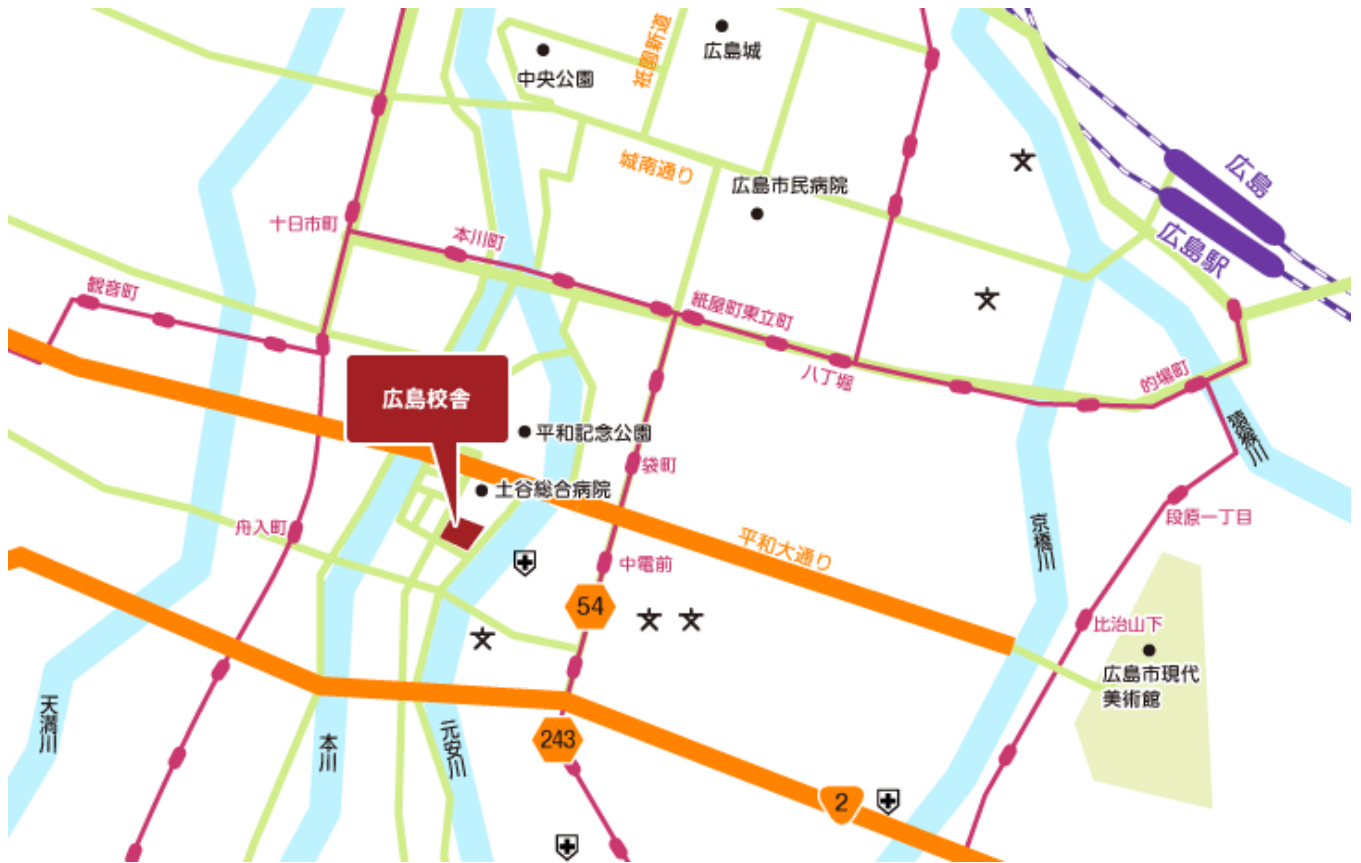 広島城
中央公園
祇園新道
城南通り
広島市民病院
広島
広島駅
十日市町
本川町
観音町
紙屋町東立町
八丁堀
的場町
猿猴川
広島校舎
平和記念公園
袋町
土谷総合病院
段原一丁目
舟入町
京橋川
平和大通り
中電前
54
比治山下
広島市現代
美術館
天満川
本川
元安川
243
2